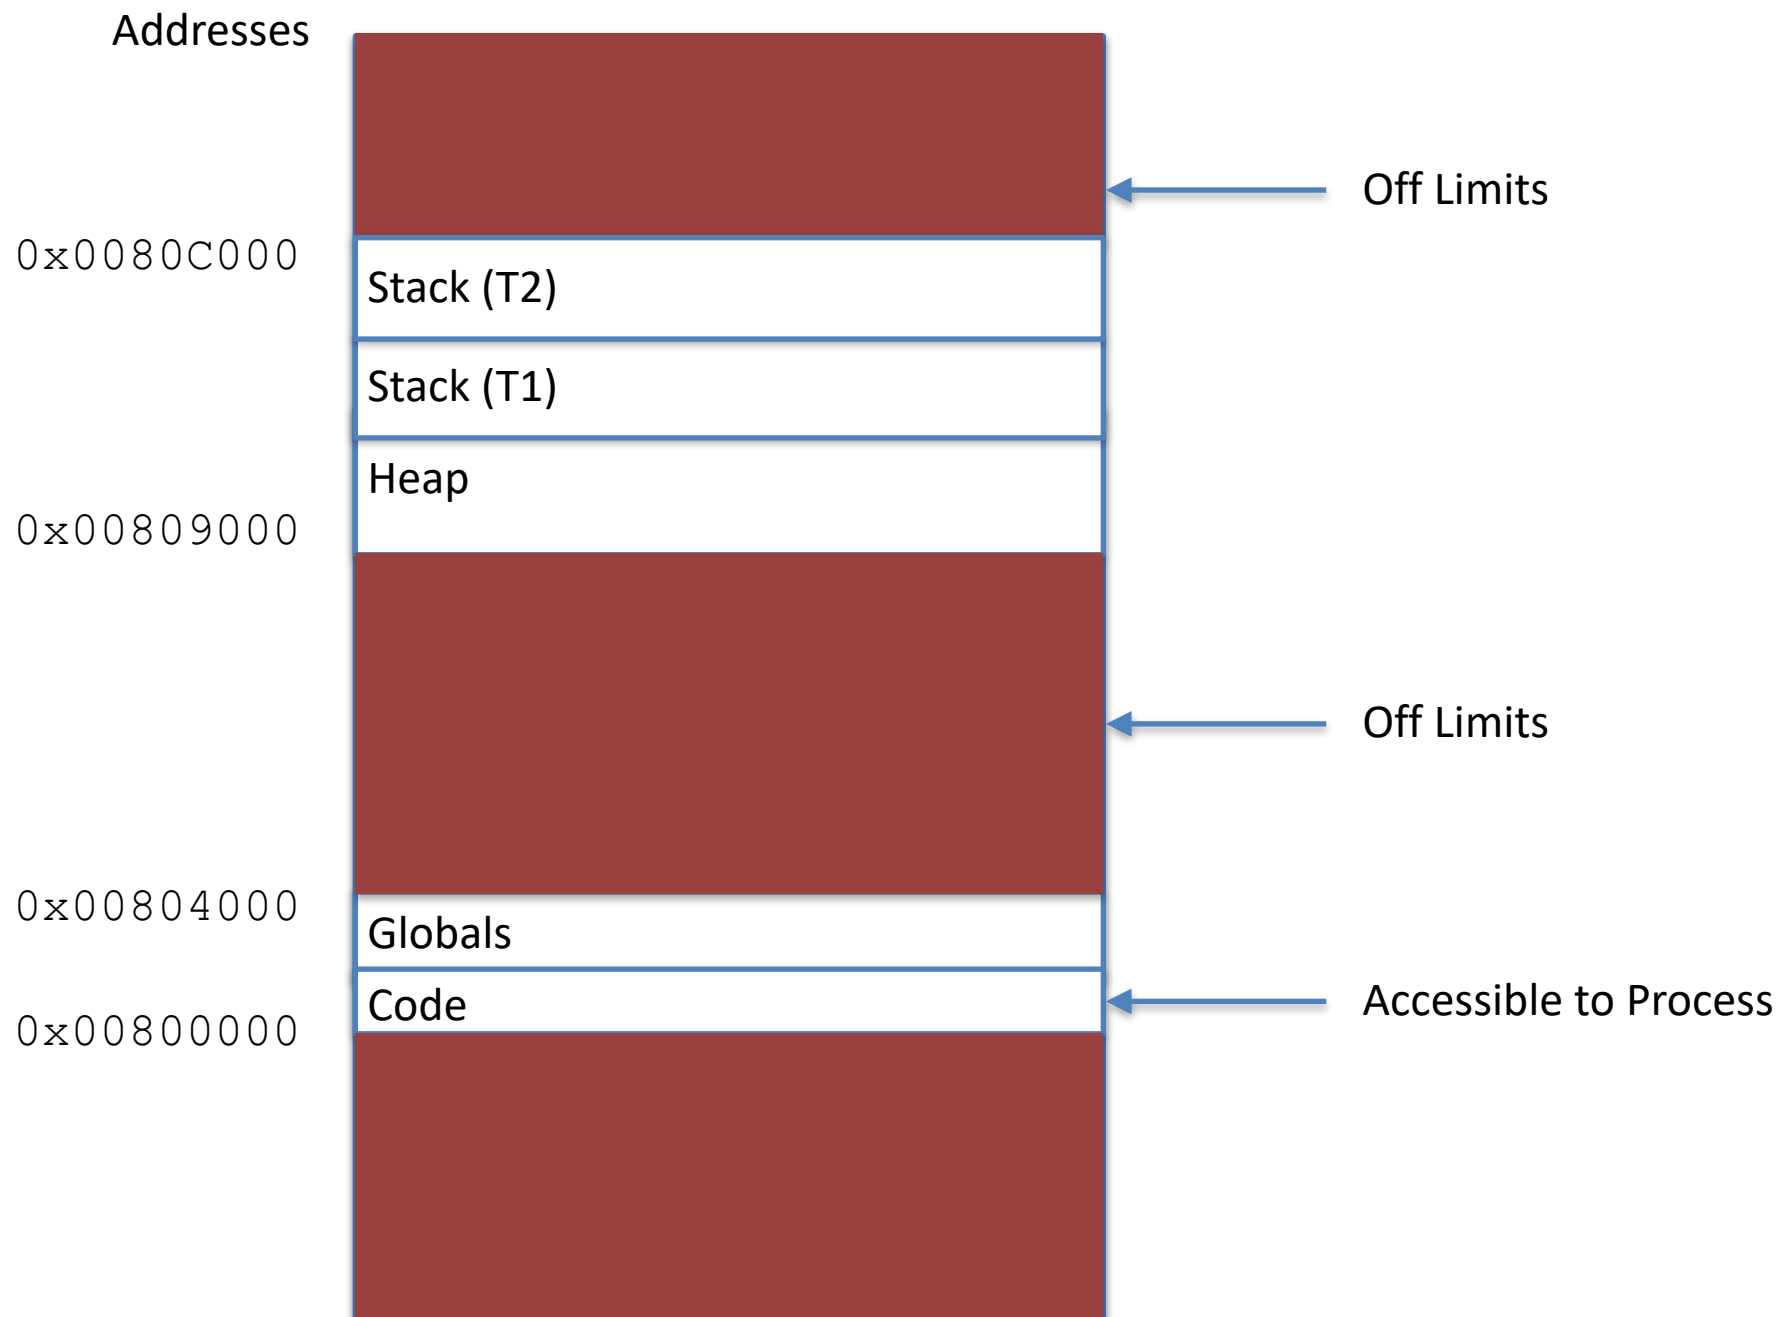 Addresses
Off Limits
0x0080C000
Stack (T2)
Stack (T1)
Heap
0x00809000
Off Limits
0x00804000
Globals
Code
Accessible to Process
0x00800000